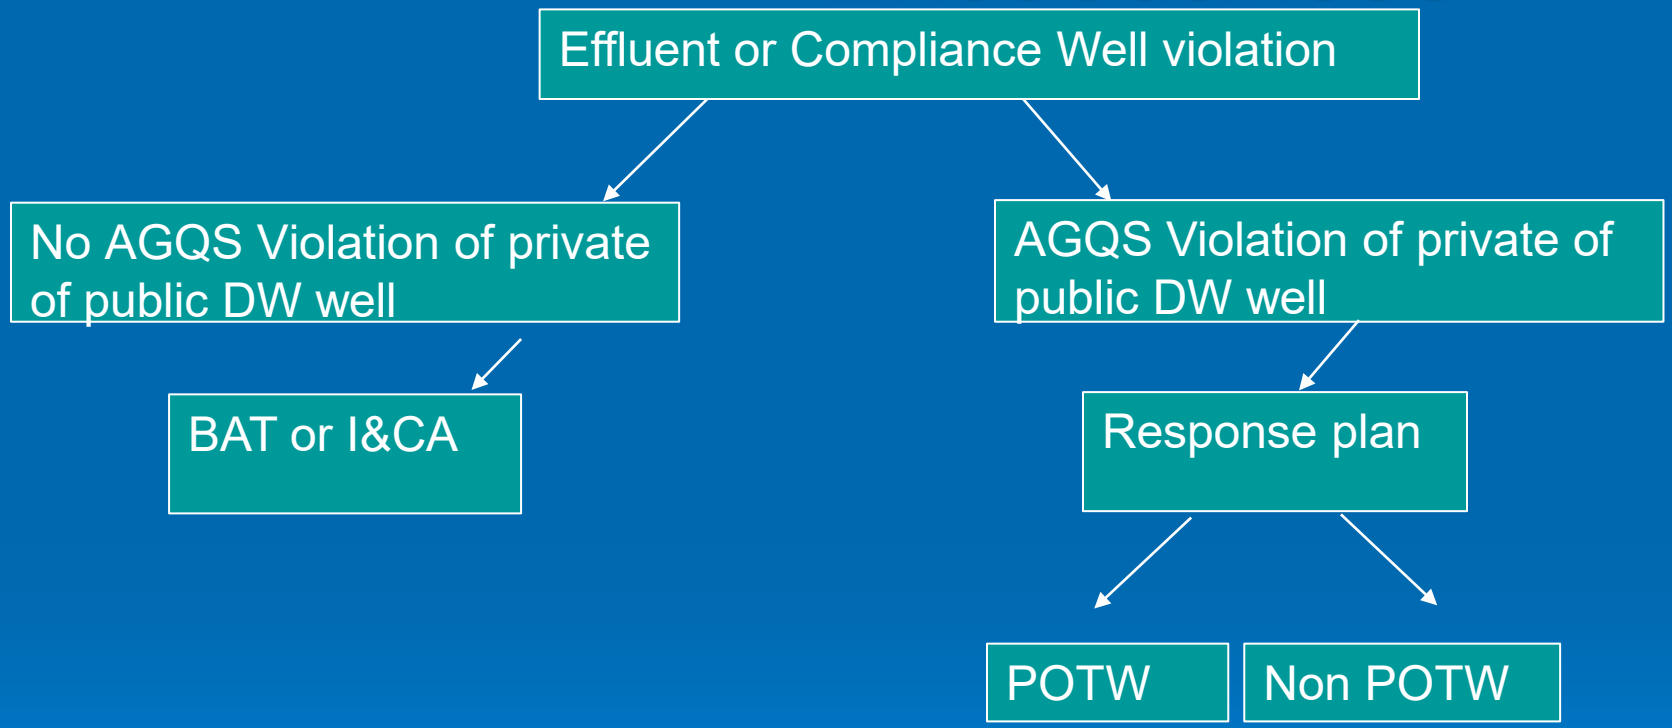 Effluent or Compliance Well violation
No AGQS Violation of private
of public DW well
AGQS Violation of private of
public DW well
BAT or I&CA
Response plan
POTW
Non POTW